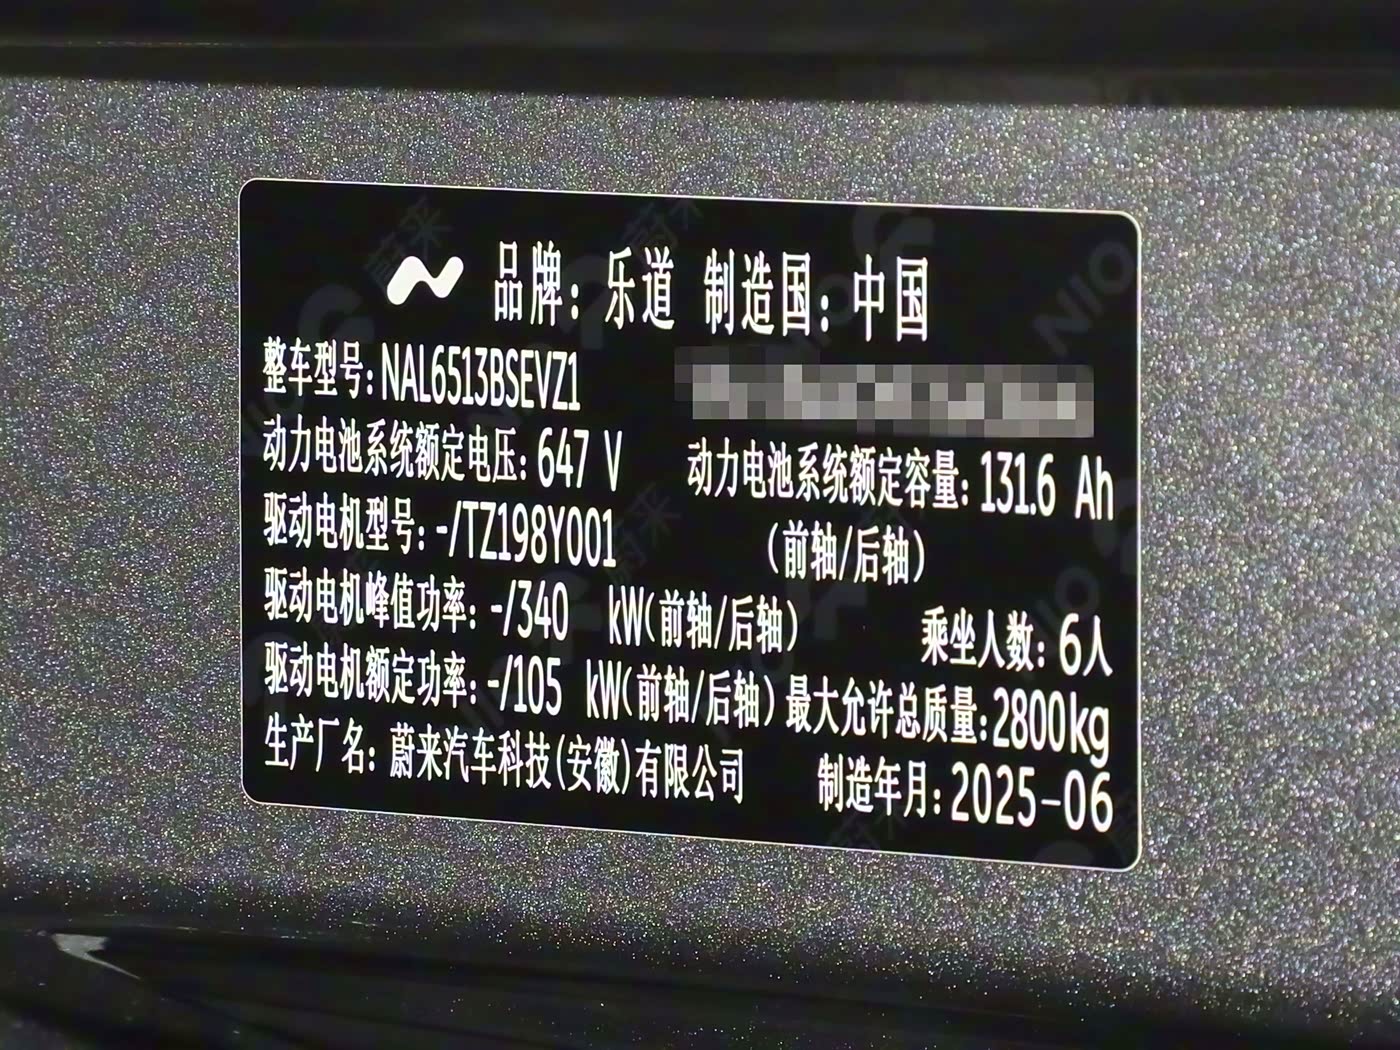 品牌：乐道 制造国：中国
整车型号：NAL6513BSEVZ1
动力电池系统额定电压：647 V 动力电池系统额定容量：131.6 Ah
驱动电机型号：-/TZ198Y001 （前轴/后轴）
驱动电机峰值功率：-/340 kW（前轴/后轴） 乘坐人数：6人
驱动电机额定功率：-/105 kW（前轴/后轴） 最大允许总质量：2800kg
生产厂名：蔚来汽车科技（安徽）有限公司 制造年月：2025-06